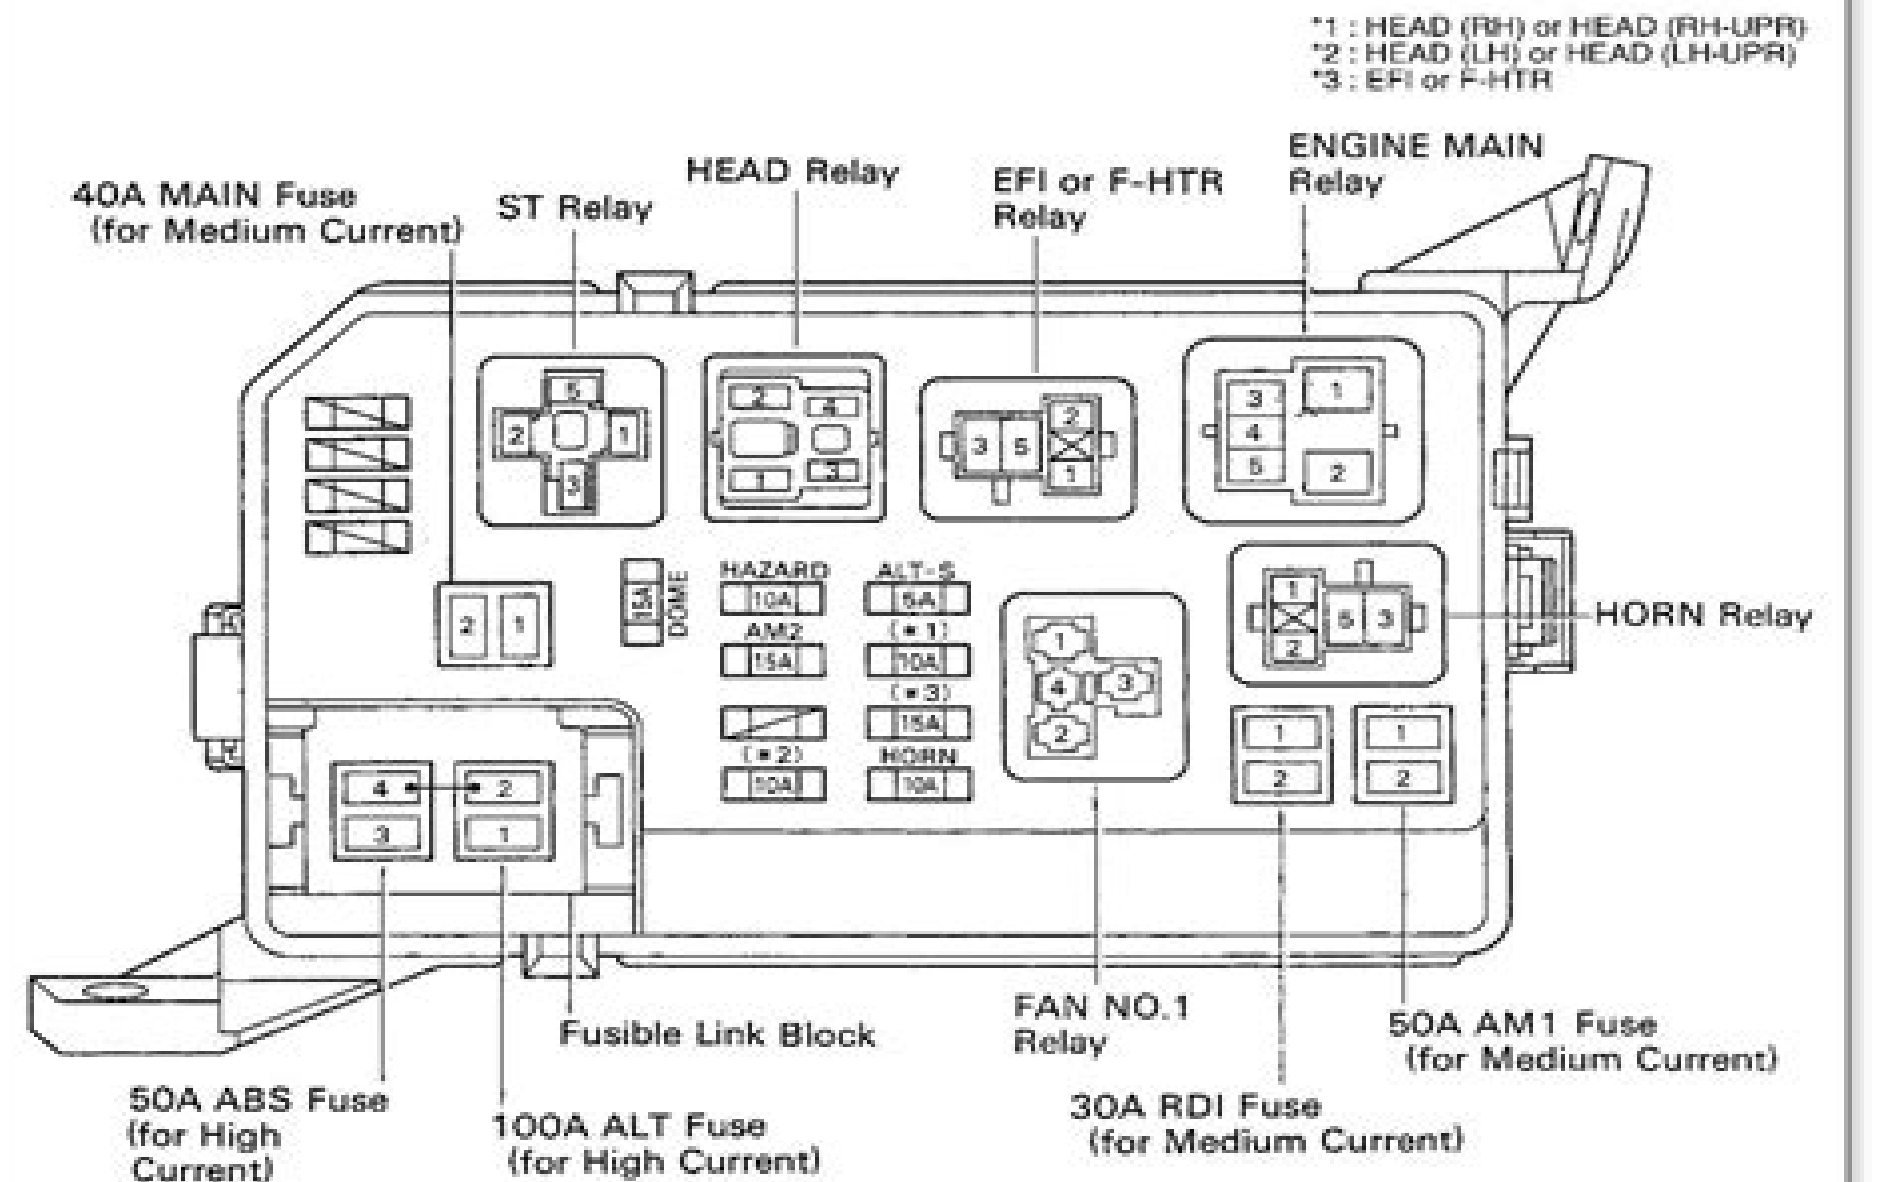 *1 : HEAD (RH) or HEAD (RH-UPR)
*2 : HEAD (LH) or HEAD (LH-UPR)
*3 : EFI or F-HTR
40A MAIN Fuse
(for Medium Current)
ST Relay
HEAD Relay
EFI or F-HTR
Relay
ENGINE MAIN
Relay
5
2 1
3
2 4
1 3
2
3 5
1
3 1
4
5 2
2 1
15A
DOME
HAZARD
10A
AM2
15A
(*2)
10A
ALT-S
5A
(*1)
10A
(*3)
15A
HORN
10A
1
4 3
2
1
5 3
2
HORN Relay
1
2
1
2
4 2
3 1
Fusible Link Block
50A ABS Fuse
(for High
Current)
100A ALT Fuse
(for High Current)
FAN NO.1
Relay
30A RDI Fuse
(for Medium Current)
50A AM1 Fuse
(for Medium Current)